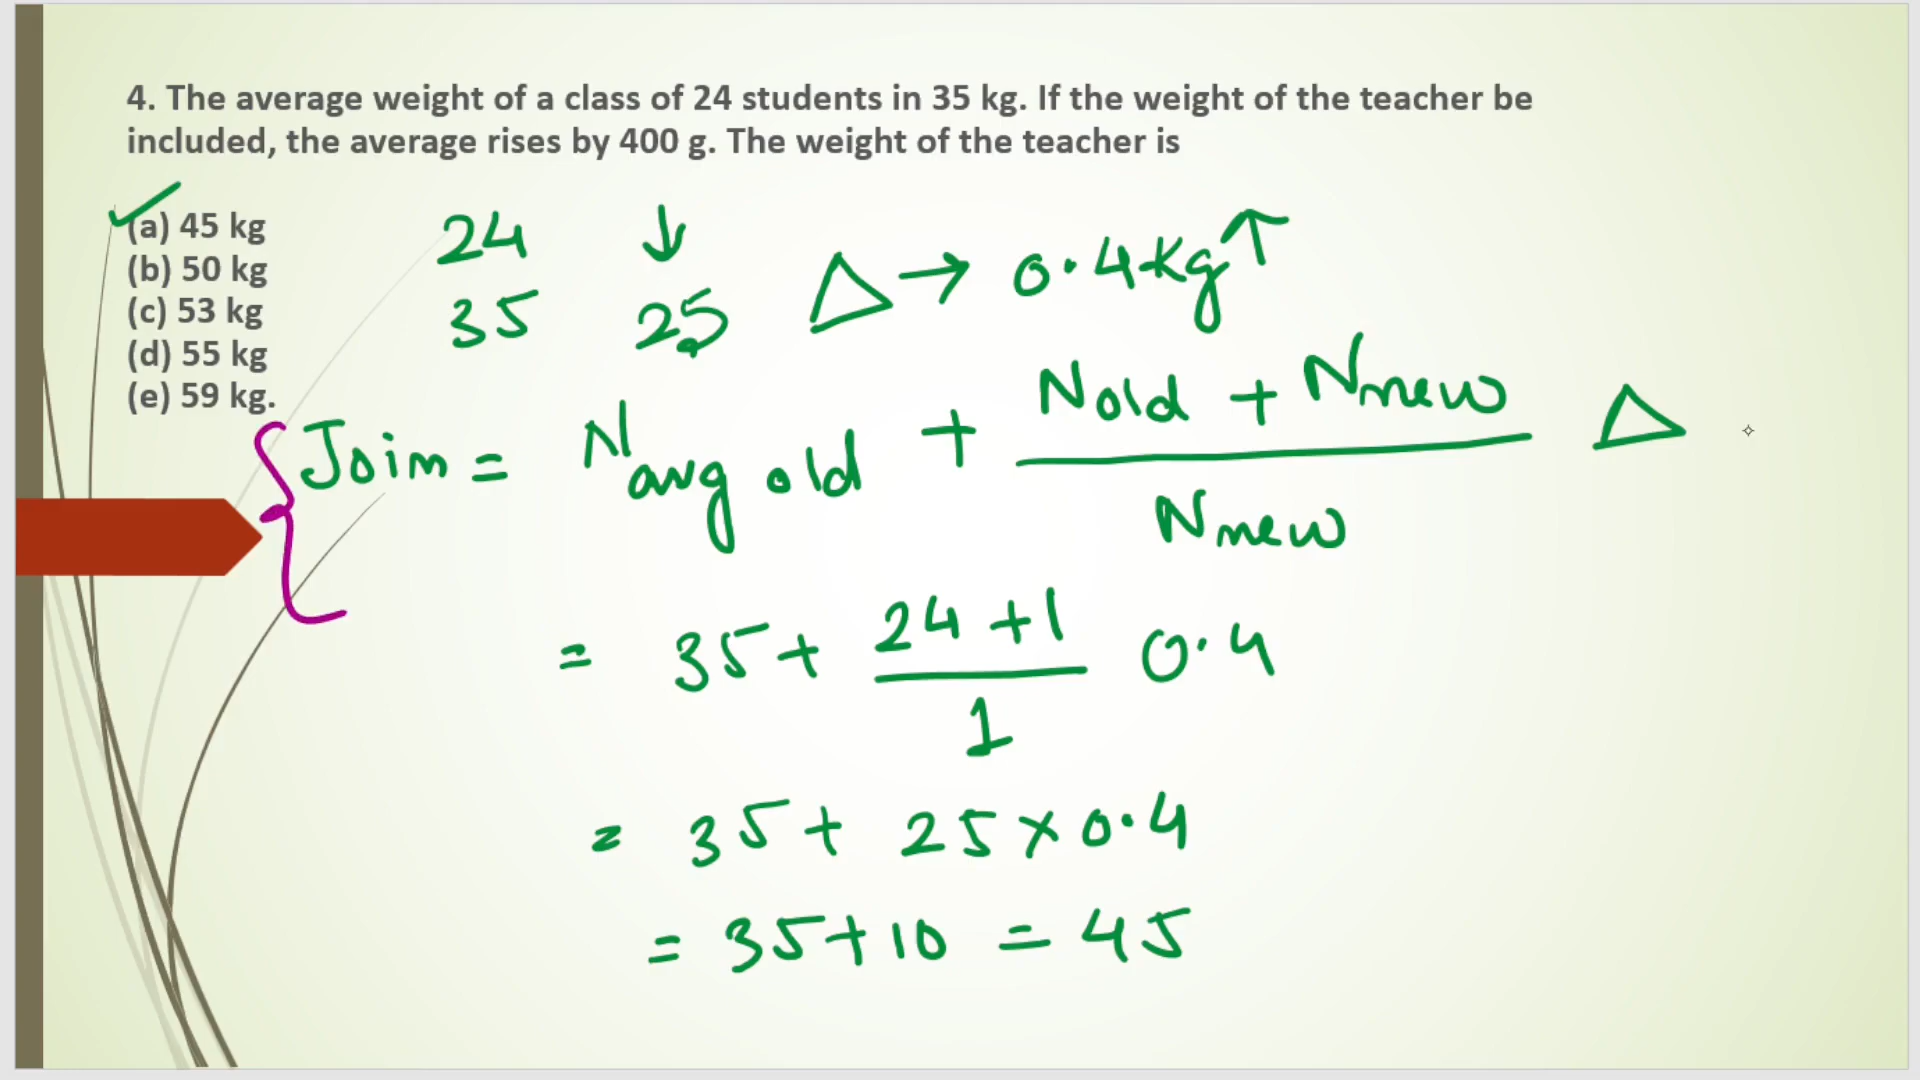 4. The average weight of a class of 24 students in 35 kg. If the weight of the teacher be
included, the average rises by 400 g. The weight of the teacher is
(a) 45 kg
(b) 50 kg
(c) 53 kg
(d) 55 kg
(e) 59 kg.
24 ↓ Δ → 0.4kg ↑
35 25
Join = N avg old + Nold + Nnew Δ
Nnew
= 35 + 24 + 1 0.4
1
= 35 + 25 × 0.4
= 35 + 10 = 45